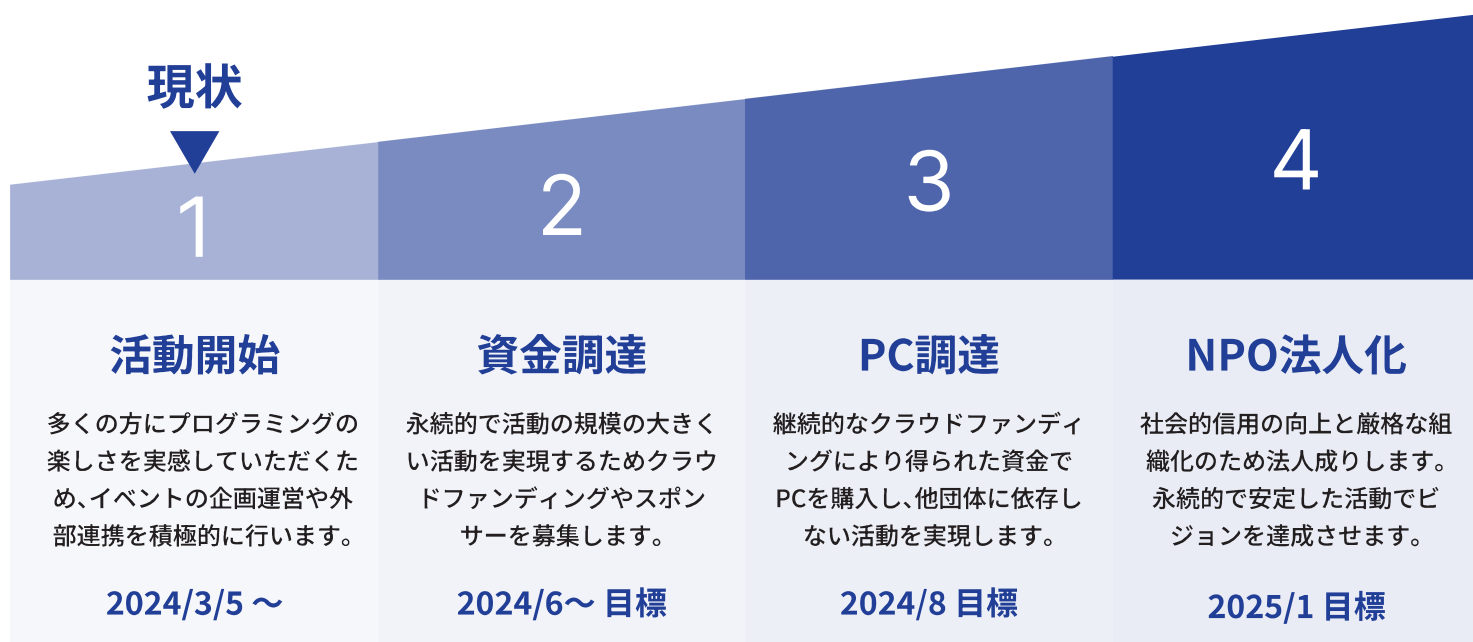 現状
1
2
3
4
活動開始
多くの方にプログラミングの
楽しさを実感していただくた
め、イベントの企画運営や外
部連携を積極的に行います。
2024/3/5 〜
資金調達
永続的で活動の規模の大きく
い活動を実現するためクラウ
ドファンディングやスポン
サーを募集します。
2024/6〜 目標
PC調達
継続的なクラウドファンディ
ングにより得られた資金で
PCを購入し、他団体に依存し
ない活動を実現します。
2024/8 目標
NPO法人化
社会的信用の向上と厳格な組
織化のため法人成りします。
永続的で安定した活動でビ
ジョンを達成させます。
2025/1 目標